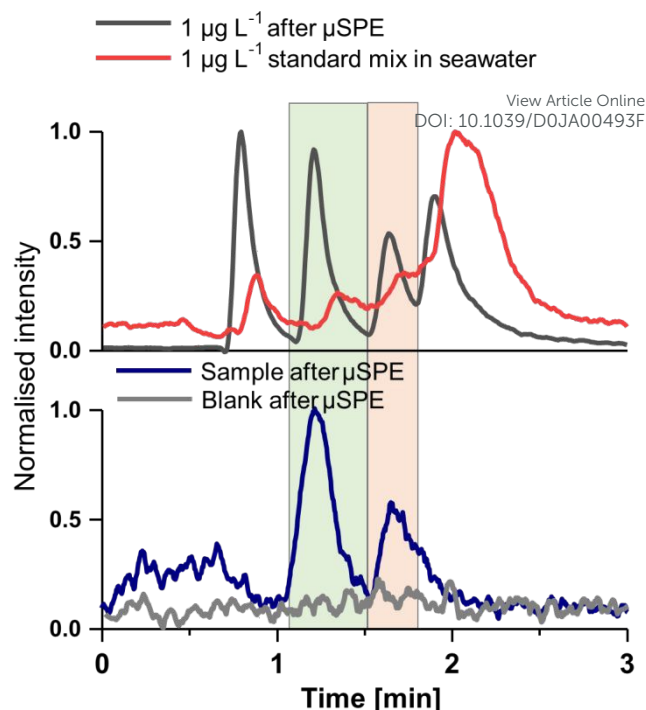 1 µg L⁻¹ after µSPE
1 µg L⁻¹ standard mix in seawater
View Article Online
DOI: 10.1039/D0JA00493F
1.0
0.5
0.0
Sample after µSPE
Blank after µSPE
1.0
0.5
0.0
Normalised intensity
0 1 2 3
Time [min]